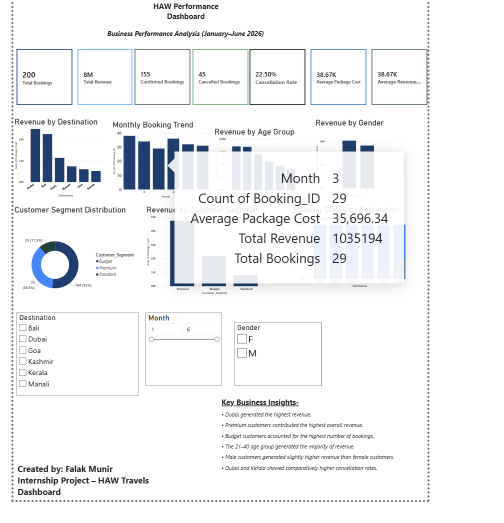 HAW Performance
Dashboard
Business Performance Analysis (January–June 2026)
200
Total Bookings
8M
Total Revenue
155
Confirmed Bookings
45
Cancelled Bookings
22.50%
Cancellation Rate
38.67K
Average Package Cost
38.67K
Average Revenue...
Revenue by Destination
Monthly Booking Trend
Revenue by Age Group
Revenue by Gender
Month 3
Count of Booking_ID 29
Average Package Cost 35,696.34
Total Revenue 1035194
Total Bookings 29
Customer Segment Distribution
Customer_Segment
Budget
Premium
Standard
Destination
Bali
Dubai
Goa
Kashmir
Kerala
Manali
Month
1 6
Gender
F
M
Key Business Insights-
• Dubai generated the highest revenue.
• Premium customers contributed the highest overall revenue.
• Budget customers accounted for the highest number of bookings.
• The 21–40 age group generated the majority of revenue.
• Male customers generated slightly higher revenue than female customers.
• Dubai and Kerala showed comparatively higher cancellation rates.
Created by: Falak Munir
Internship Project – HAW Travels
Dashboard